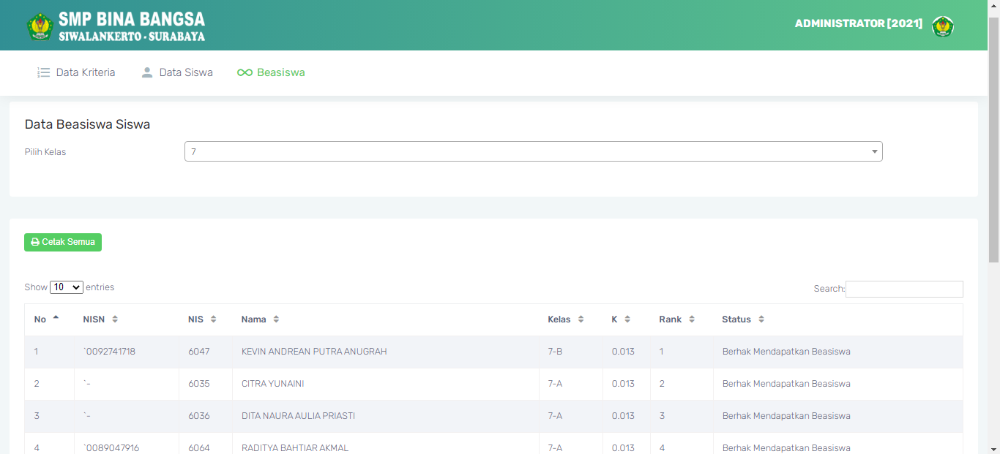 SMP BINA BANGSA
SIWALANKERTO - SURABAYA
ADMINISTRATOR [2021]
Data Kriteria Data Siswa Beasiswa
Data Beasiswa Siswa
Pilih Kelas 7
Cetak Semua
Show 10 entries Search:
No NISN NIS Nama Kelas K Rank Status
1 `0092741718 6047 KEVIN ANDREAN PUTRA ANUGRAH 7-B 0.013 1 Berhak Mendapatkan Beasiswa
2 `- 6035 CITRA YUNAINI 7-A 0.013 2 Berhak Mendapatkan Beasiswa
3 `- 6036 DITA NAURA AULIA PRIASTI 7-A 0.013 3 Berhak Mendapatkan Beasiswa
4 `0089047916 6064 RADITYA BAHTIAR AKMAL 7-A 0.013 4 Berhak Mendapatkan Beasiswa